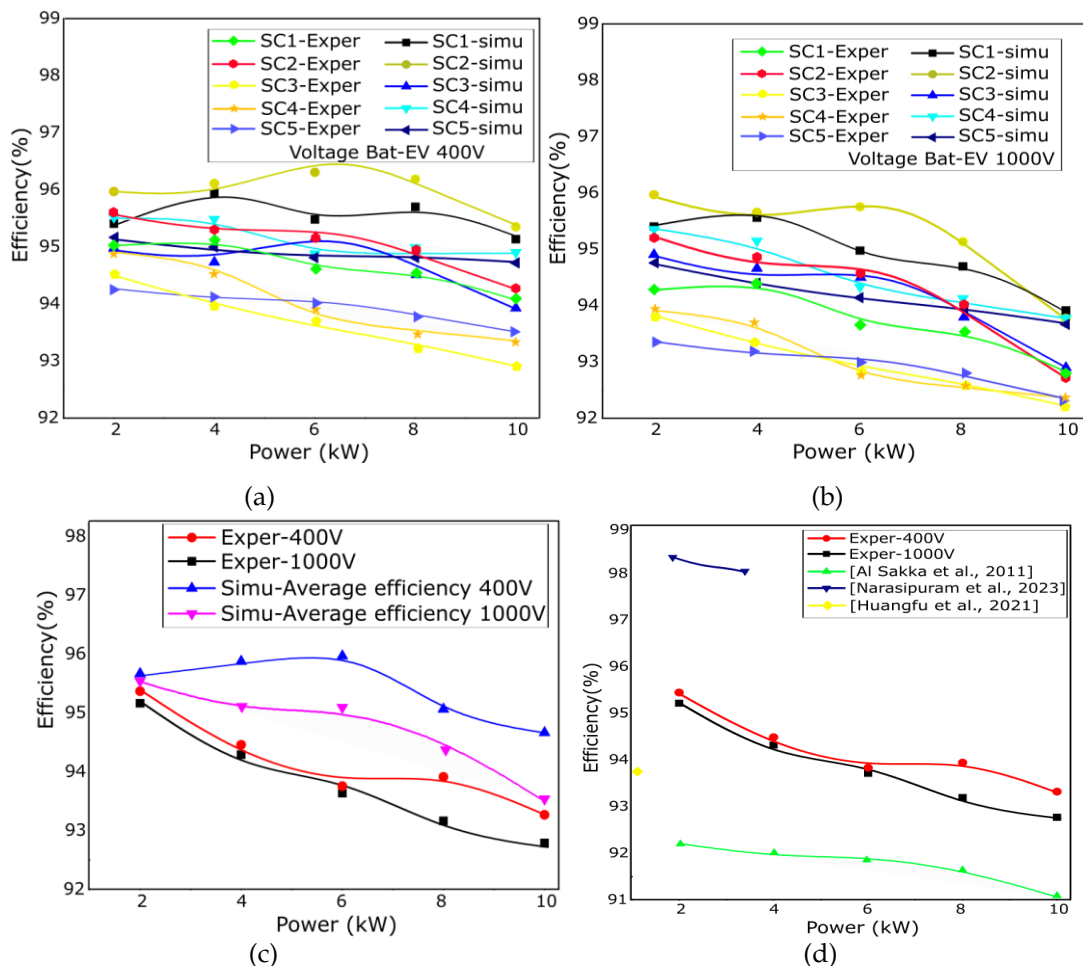 99
98
97
96
95
94
93
92
Efficiency(%)
SC1-Exper SC1-simu
SC2-Exper SC2-simu
SC3-Exper SC3-simu
SC4-Exper SC4-simu
SC5-Exper SC5-simu
Voltage Bat-EV 400V
2 4 6 8 10
Power (kW)
(a)
99
98
97
96
95
94
93
92
Efficiency(%)
SC1-Exper SC1-simu
SC2-Exper SC2-simu
SC3-Exper SC3-simu
SC4-Exper SC4-simu
SC5-Exper SC5-simu
Voltage Bat-EV 1000V
2 4 6 8 10
Power (kW)
(b)
98
97
96
95
94
93
92
Efficiency(%)
Exper-400V
Exper-1000V
Simu-Average efficiency 400V
Simu-Average efficiency 1000V
2 4 6 8 10
Power (kW)
(c)
99
98
97
96
95
94
93
92
91
Efficiency(%)
Exper-400V
Exper-1000V
[Al Sakka et al., 2011]
[Narasipuram et al., 2023]
[Huangfu et al., 2021]
2 4 6 8 10
Power (kW)
(d)